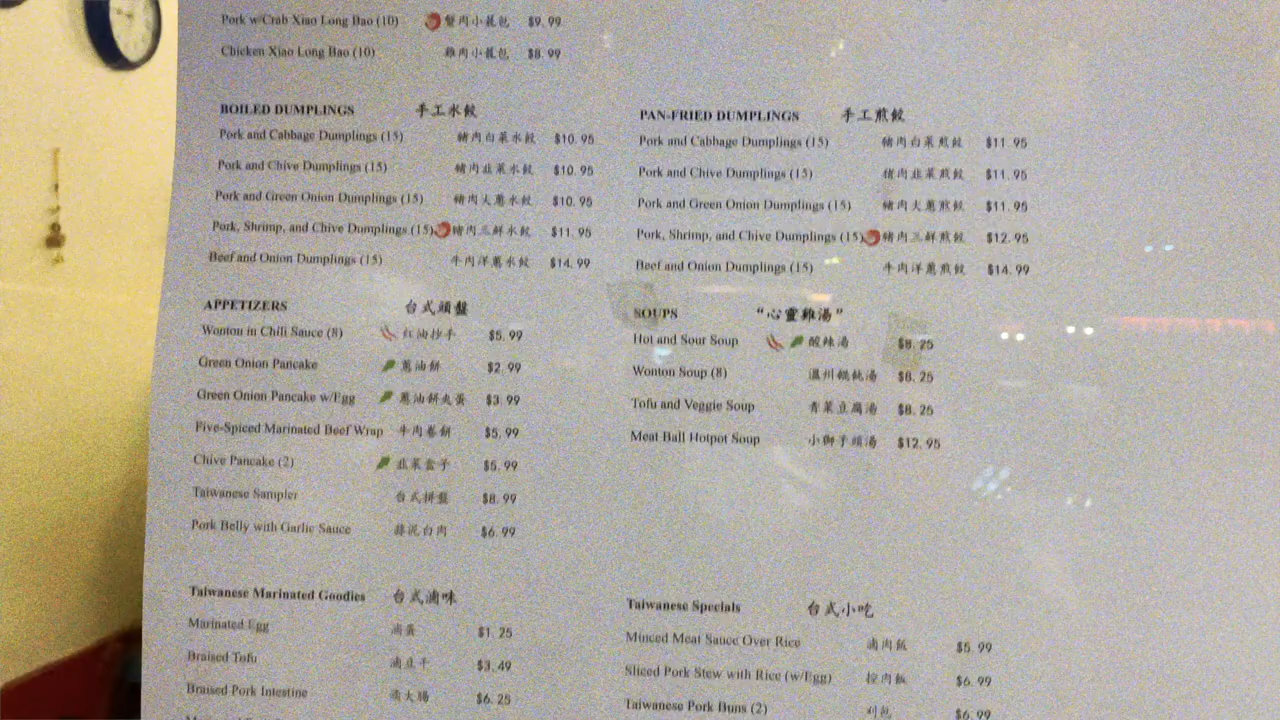 Pork w/Crab Xiao Long Bao (10) 蟹肉小籠包 $9.99
Chicken Xiao Long Bao (10) 雞肉小籠包 $8.99
BOILED DUMPLINGS 手工水餃
Pork and Cabbage Dumplings (15) 豬肉白菜水餃 $10.95
Pork and Chive Dumplings (15) 豬肉韭菜水餃 $10.95
Pork and Green Onion Dumplings (15) 豬肉大蔥水餃 $10.95
Pork, Shrimp, and Chive Dumplings (15) 豬肉三鮮水餃 $11.95
Beef and Onion Dumplings (15) 牛肉洋蔥水餃 $14.99
PAN-FRIED DUMPLINGS 手工煎餃
Pork and Cabbage Dumplings (15) 豬肉白菜煎餃 $11.95
Pork and Chive Dumplings (15) 豬肉韭菜煎餃 $11.95
Pork and Green Onion Dumplings (15) 豬肉大蔥煎餃 $11.95
Pork, Shrimp, and Chive Dumplings (15) 豬肉三鮮煎餃 $12.95
Beef and Onion Dumplings (15) 牛肉洋蔥煎餃 $14.99
APPETIZERS 台式頭盤
Wonton in Chili Sauce (8) 紅油抄手 $5.99
Green Onion Pancake 蔥油餅 $2.99
Green Onion Pancake w/Egg 蔥油餅夾蛋 $3.99
Five-Spiced Marinated Beef Wrap 牛肉卷餅 $5.99
Chive Pancake (2) 韭菜盒子 $5.99
Taiwanese Sampler 台式拼盤 $8.99
Pork Belly with Garlic Sauce 蒜泥白肉 $6.99
SOUPS “心靈雞湯”
Hot and Sour Soup 酸辣湯 $8.25
Wonton Soup (8) 溫州餛飩湯 $8.25
Tofu and Veggie Soup 青菜豆腐湯 $8.25
Meat Ball Hotpot Soup 小獅子頭湯 $12.95
Taiwanese Marinated Goodies 台式滷味
Marinated Egg 滷蛋 $1.25
Braised Tofu 滷豆干 $3.49
Braised Pork Intestine 滷大腸 $6.25
Taiwanese Specials 台式小吃
Minced Meat Sauce Over Rice 滷肉飯 $5.99
Sliced Pork Stew with Rice (w/Egg) 控肉飯 $6.99
Taiwanese Pork Buns (2) 刈包 $6.99